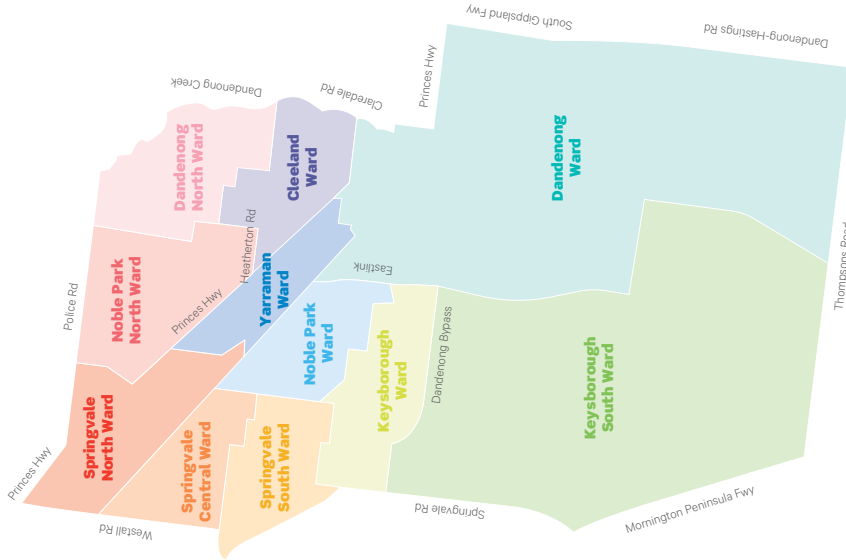 South Gippsland Fwy
Dandenong-Hastings Rd
Princes Hwy
Dandenong Creek
Claredale Rd
Dandenong
North Ward
Cleeland
Ward
Dandenong
Ward
Heatherton Rd
Yarraman
Ward
Eastlink
Thompsons Road
Noble Park
North Ward
Police Rd
Princes Hwy
Noble Park
Ward
Keysborough
Ward
Dandenong Bypass
Keysborough
South Ward
Springvale
North Ward
Princes Hwy
Springvale
Central Ward
Springvale
South Ward
Westall Rd
Springvale Rd
Mornington Peninsula Fwy